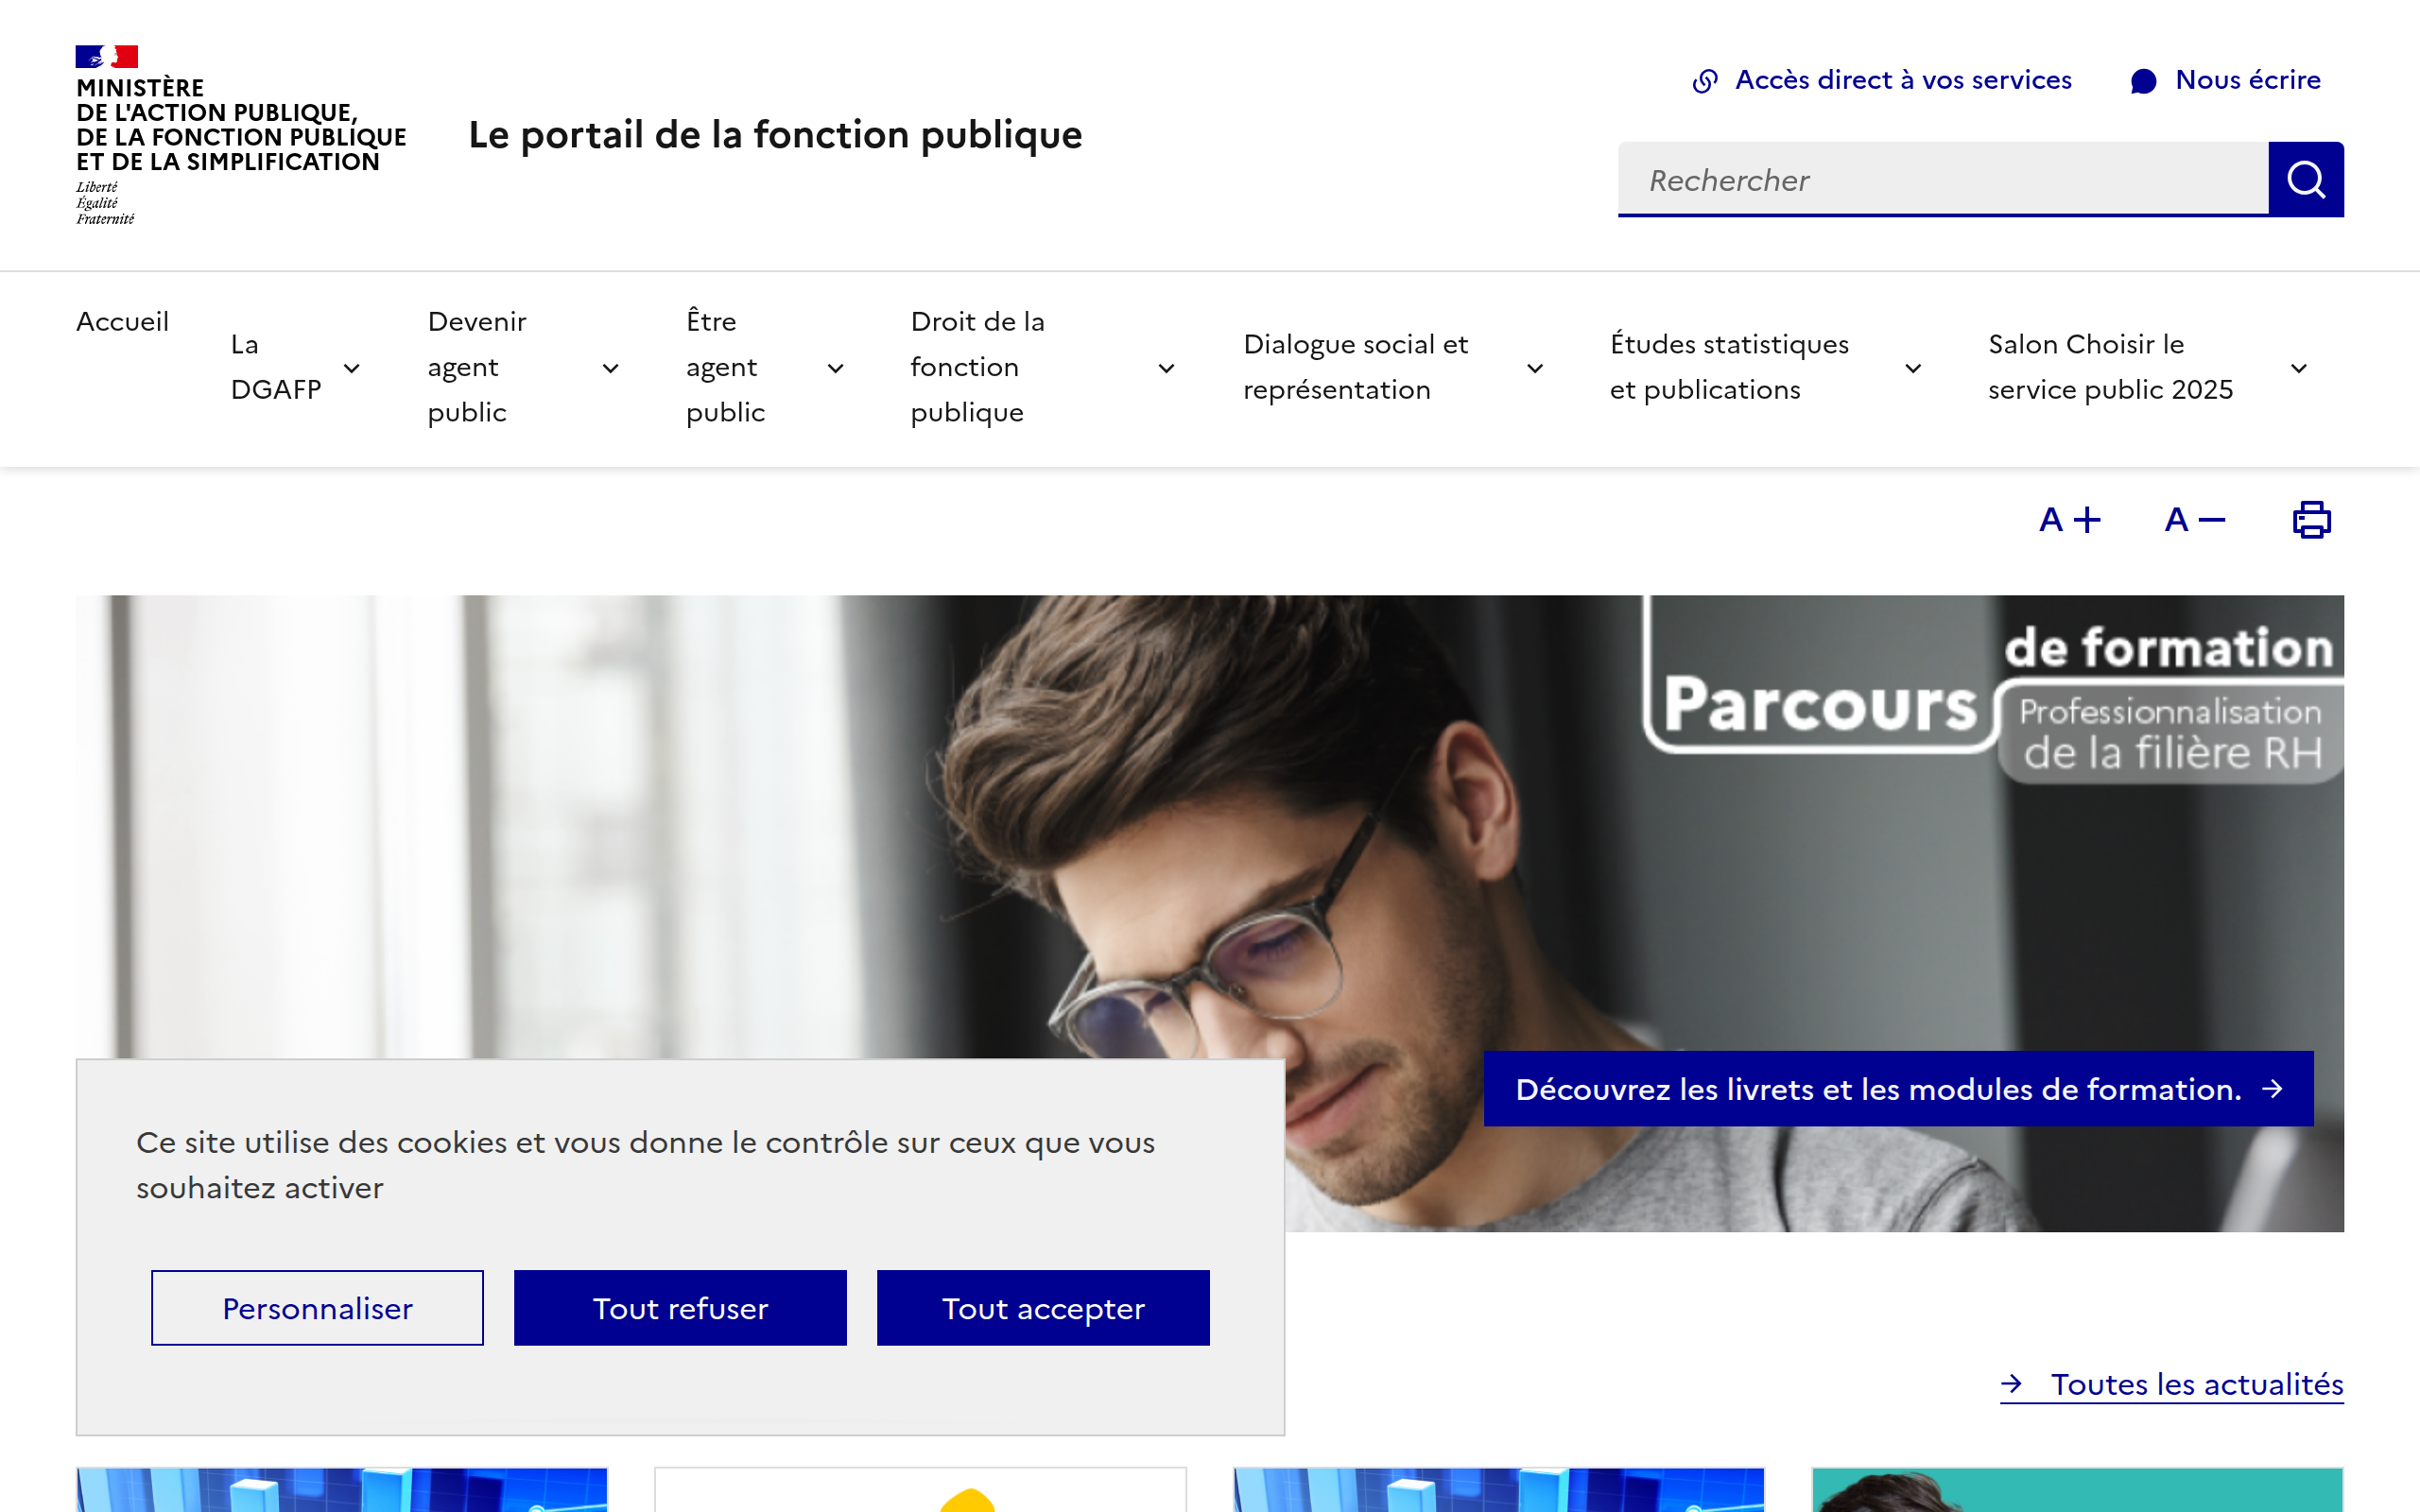 MINISTÈRE
DE L'ACTION PUBLIQUE,
DE LA FONCTION PUBLIQUE
ET DE LA SIMPLIFICATION
Liberté
Égalité
Fraternité
Le portail de la fonction publique
Accès direct à vos services
Nous écrire
Rechercher
Accueil
La
DGAFP
Devenir
agent
public
Être
agent
public
Droit de la
fonction
publique
Dialogue social et
représentation
Études statistiques
et publications
Salon Choisir le
service public 2025
A +
A −
Parcours
de formation
Professionnalisation
de la filière RH
Découvrez les livrets et les modules de formation.
Ce site utilise des cookies et vous donne le contrôle sur ceux que vous
souhaitez activer
Personnaliser
Tout refuser
Tout accepter
Toutes les actualités